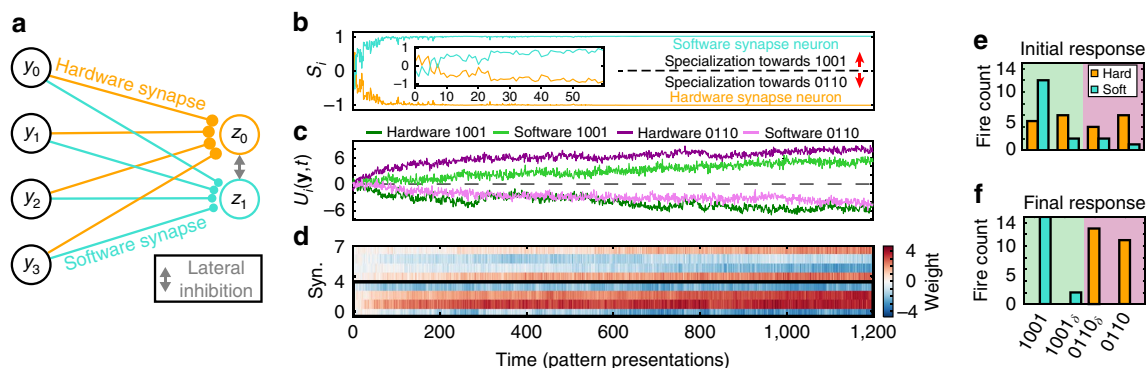 a
y0
y1
y2
y3
Hardware synapse
Software synapse
z0
z1
Lateral
inhibition
b
Si
1
0
−1
1
0
−1
0 10 20 30 40 50
Software synapse neuron
Specialization towards 1001
Specialization towards 0110
Hardware synapse neuron
c
Hardware 1001 Software 1001 Hardware 0110 Software 0110
Ui(y,t)
6
0
−6
d
Syn.
7
4
0
0 200 400 600 800 1,000 1,200
Time (pattern presentations)
4
0
−4
Weight
e
Initial response
Fire count
14
10
5
0
Hard
Soft
f
Final response
Fire count
14
10
5
0
1001 1001δ 0110δ 0110